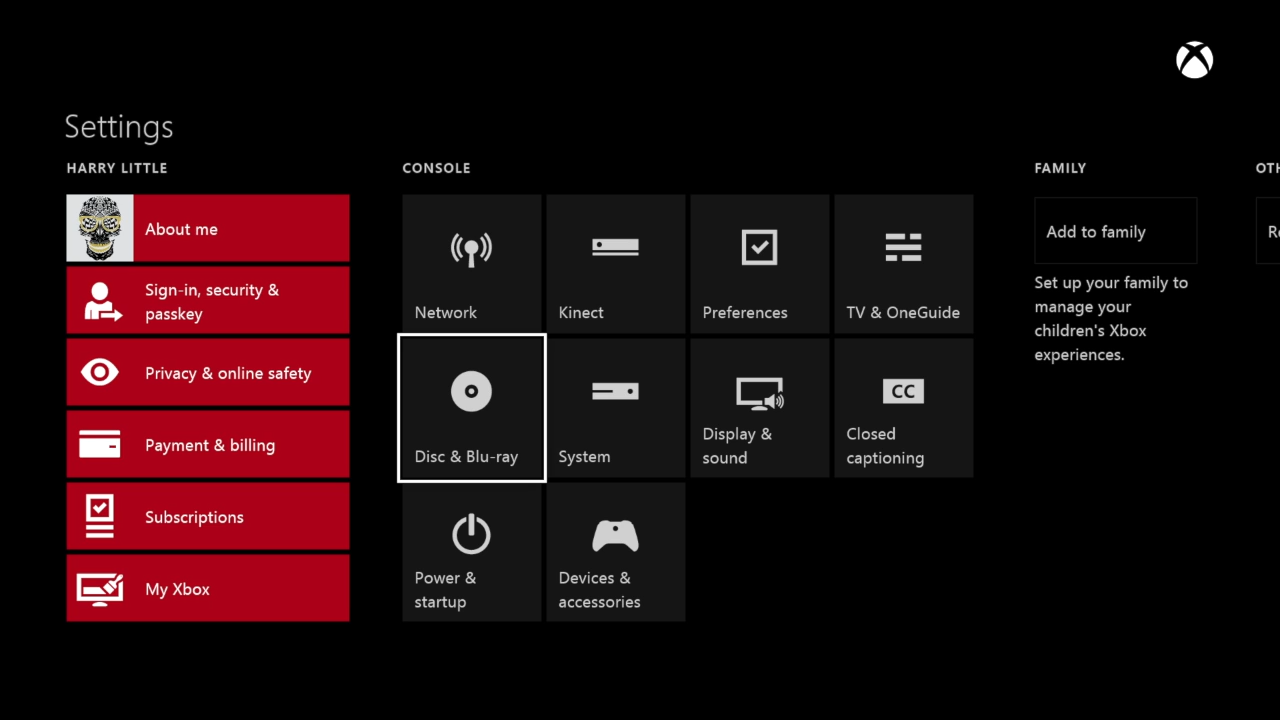 Settings
HARRY LITTLE
About me
Sign-in, security &
passkey
Privacy & online safety
Payment & billing
Subscriptions
My Xbox
CONSOLE
Network
Kinect
Preferences
TV & OneGuide
Disc & Blu-ray
System
Display &
sound
CC
Closed
captioning
Power &
startup
Devices &
accessories
FAMILY
Add to family
Set up your family to
manage your
children's Xbox
experiences.